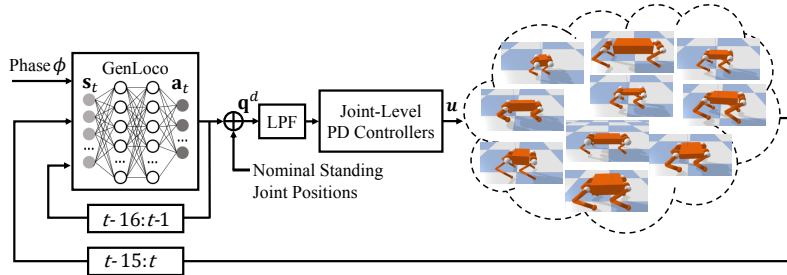 GenLoco
Phase ϕ
s_t
a_t
q^d
LPF
Joint-Level
PD Controllers
u
...
...
...
...
Nominal Standing
Joint Positions
t-16:t-1
t-15:t